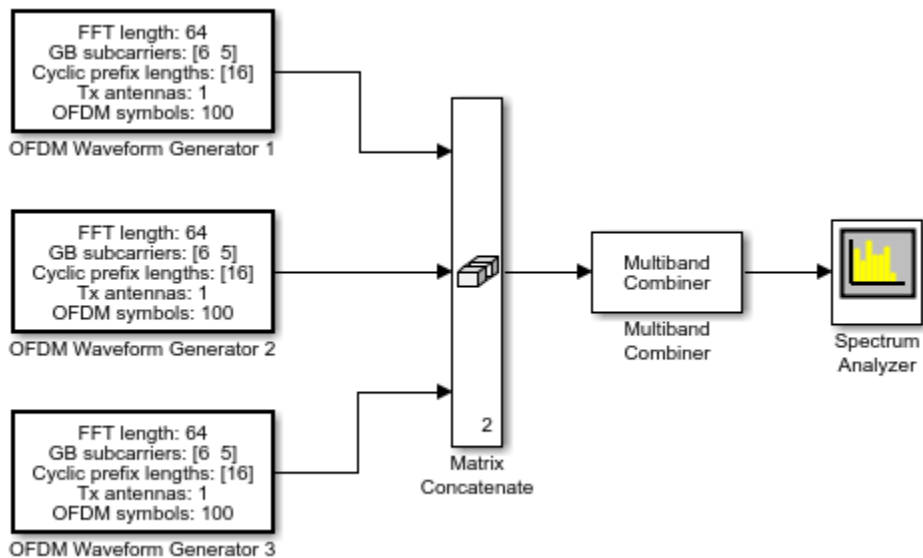 FFT length: 64
GB subcarriers: [6  5]
Cyclic prefix lengths: [16]
Tx antennas: 1
OFDM symbols: 100
OFDM Waveform Generator 1
FFT length: 64
GB subcarriers: [6  5]
Cyclic prefix lengths: [16]
Tx antennas: 1
OFDM symbols: 100
OFDM Waveform Generator 2
FFT length: 64
GB subcarriers: [6  5]
Cyclic prefix lengths: [16]
Tx antennas: 1
OFDM symbols: 100
OFDM Waveform Generator 3
2
Matrix
Concatenate
Multiband
Combiner
Multiband
Combiner
Spectrum
Analyzer